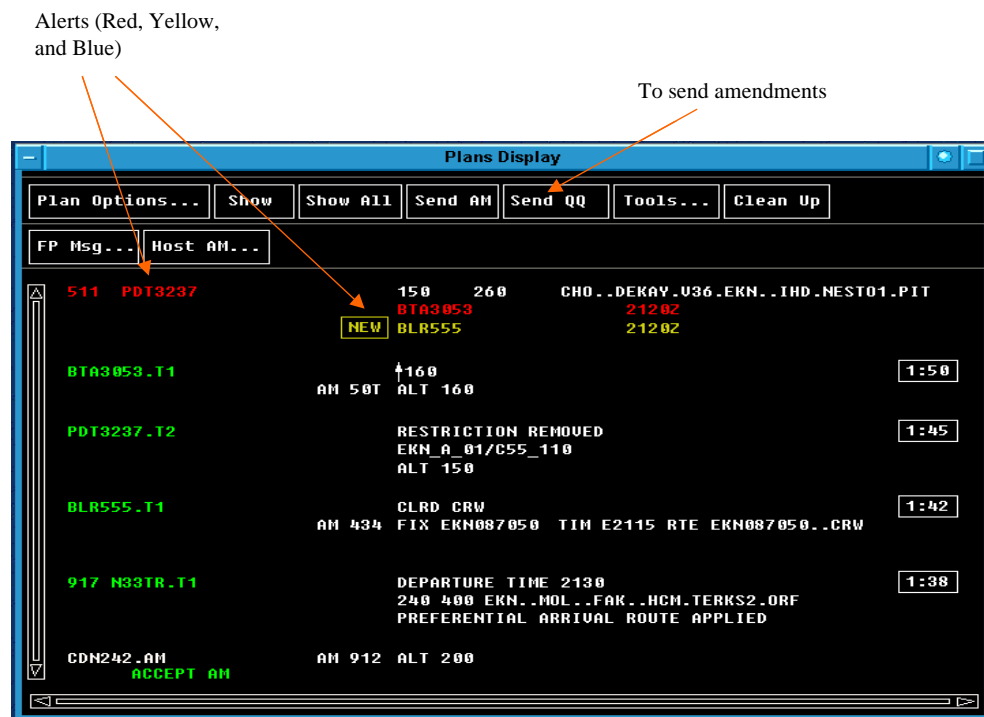 Alerts (Red, Yellow,
and Blue)
To send amendments
Plans Display
Plan Options... Show Show All Send AM Send QQ Tools... Clean Up
FP Msg... Host AM...
511 PDT3237 150 260 CHO..DEKAY.V36.EKN..IHD.NESTO1.PIT
BTA3053 2120Z
NEW BLR555 2120Z
BTA3053.T1 160 1:50
AM 50T ALT 160
PDT3237.T2 RESTRICTION REMOVED 1:45
EKN_A_01/C55_110
ALT 150
BLR555.T1 CLRD CRW 1:42
AM 434 FIX EKN087050 TIM E2115 RTE EKN087050..CRW
917 N33TR.T1 DEPARTURE TIME 2130 1:38
240 400 EKN..MOL..FAK..HCM.TERKS2.ORF
PREFERENTIAL ARRIVAL ROUTE APPLIED
CDN242.AM AM 912 ALT 200
ACCEPT AM